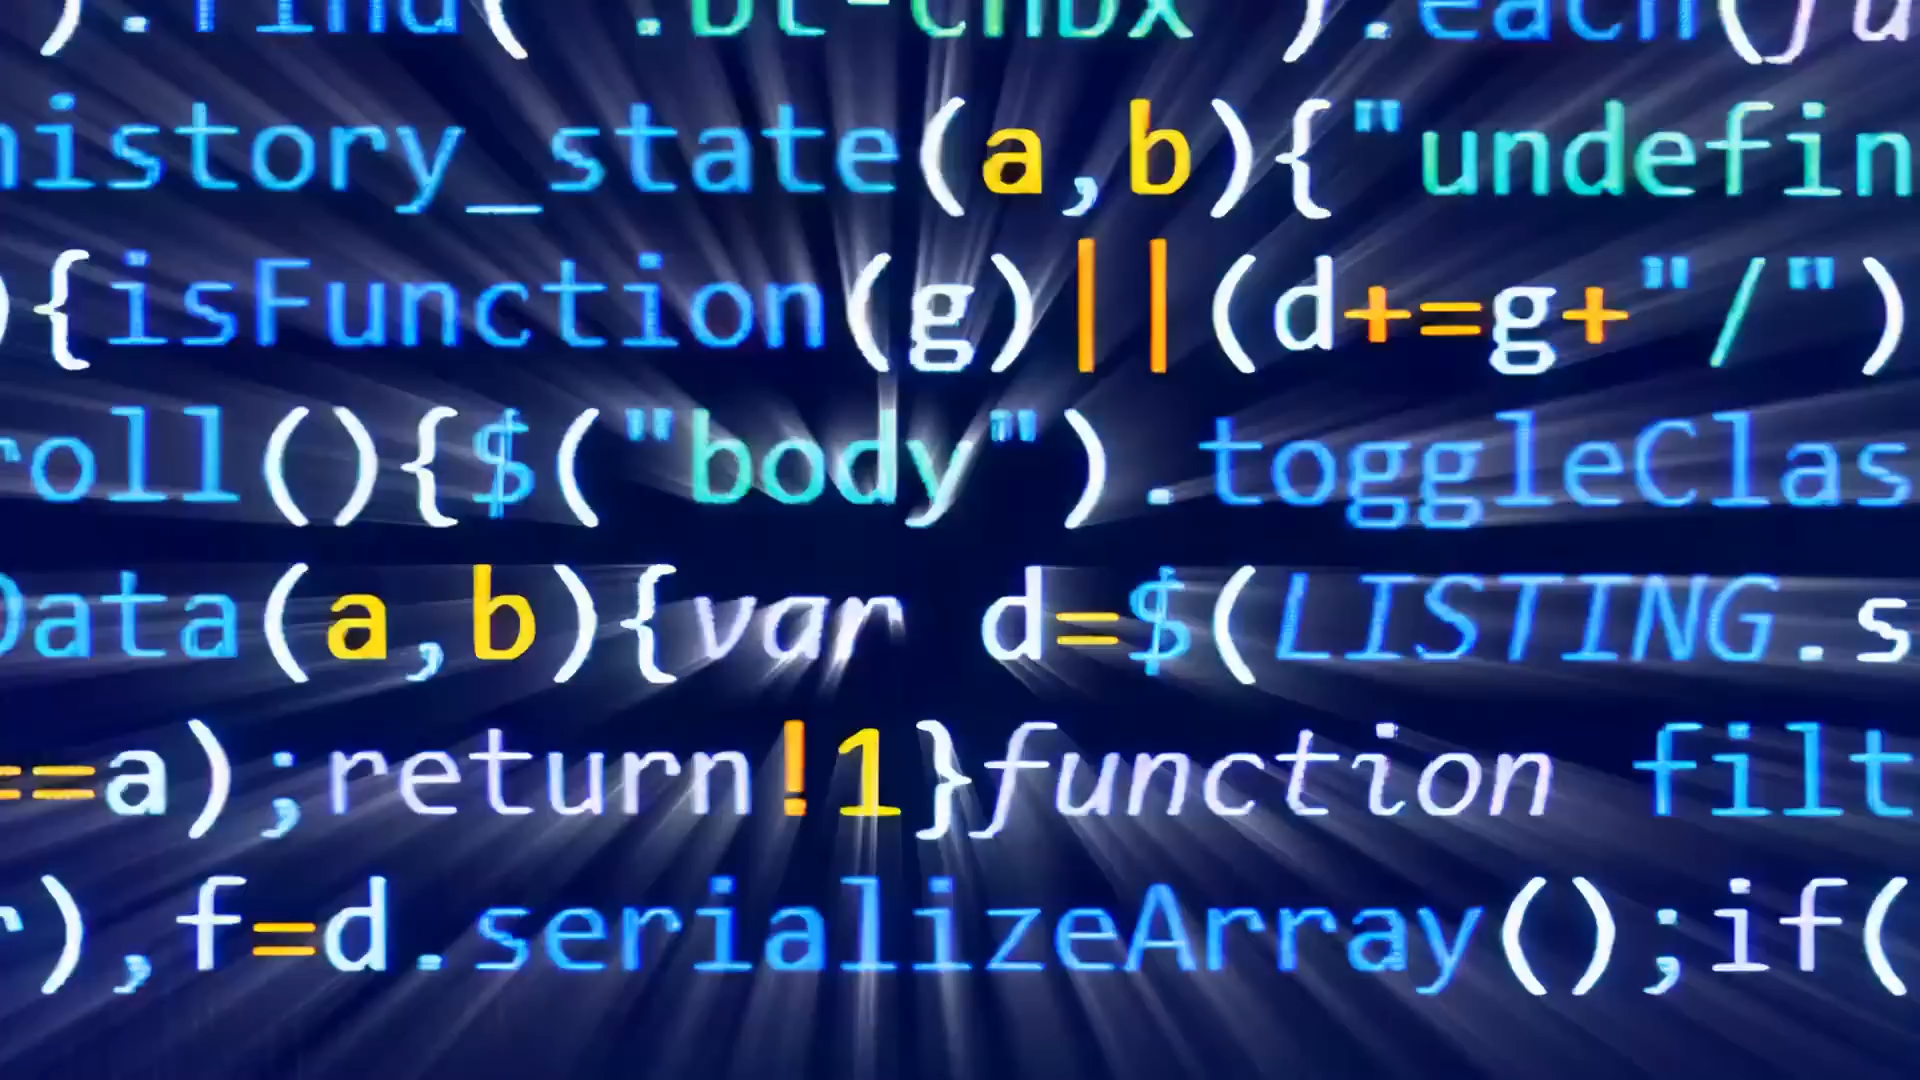 ).find(".bt-chbx").each(fu
history_state(a,b){"undefin
){isFunction(g)||(d+=g+"/")
roll(){$("body").toggleClas
Data(a,b){var d=$(LISTING.s
==a);return!1}function filt
r),f=d.serializeArray();if(